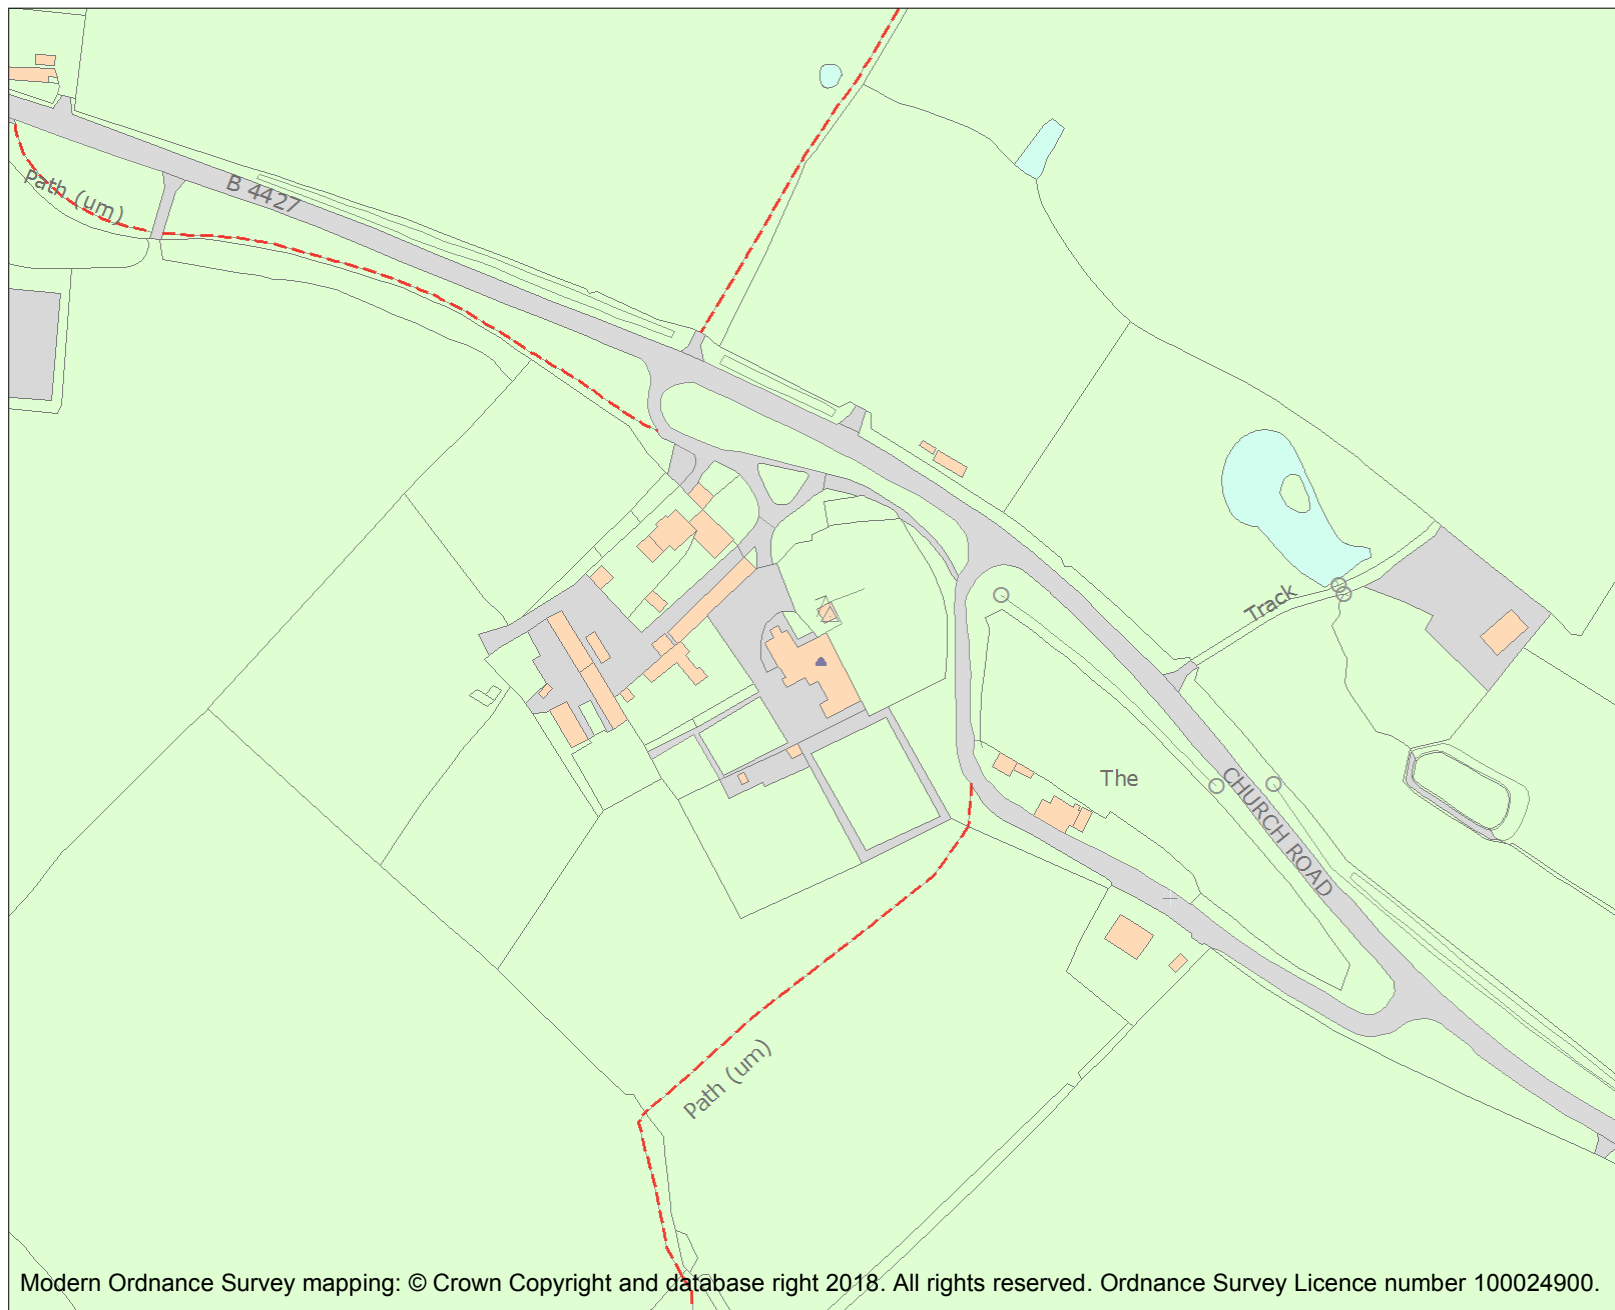 Path (um)
B 4427
Track
The
CHURCH ROAD
Path (um)
Modern Ordnance Survey mapping: © Crown Copyright and database right 2018. All rights reserved. Ordnance Survey Licence number 100024900.